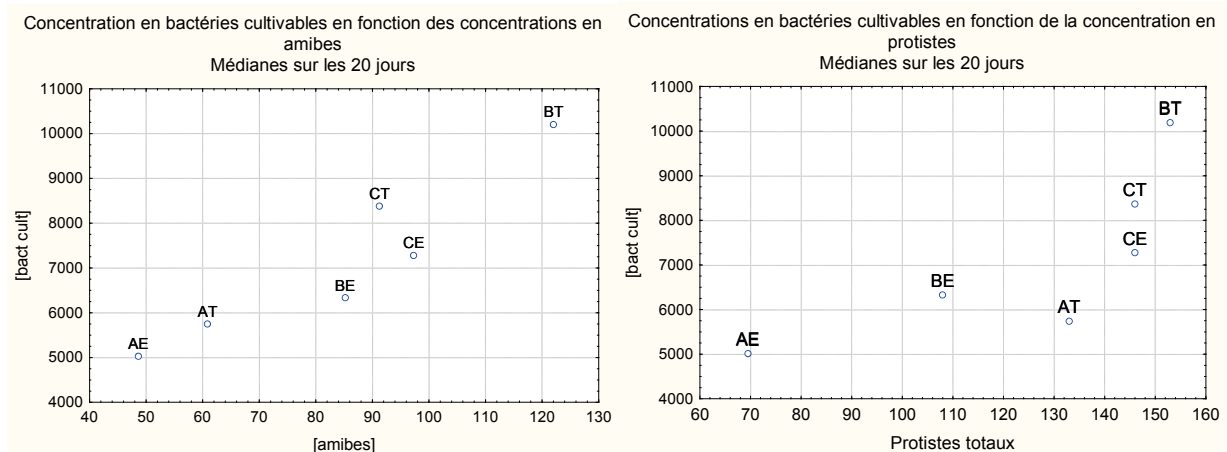 Concentration en bactéries cultivables en fonction des concentrations en
amibes
Médianes sur les 20 jours
11000
10000
9000
8000
7000
6000
5000
4000
[bact cult]
BT
CT
CE
BE
AT
AE
40 50 60 70 80 90 100 110 120 130
[amibes]
Concentrations en bactéries cultivables en fonction de la concentration en
protistes
Médianes sur les 20 jours
11000
10000
9000
8000
7000
6000
5000
4000
[bact cult]
BT
CT
CE
BE
AT
AE
60 70 80 90 100 110 120 130 140 150 160
Protistes totaux